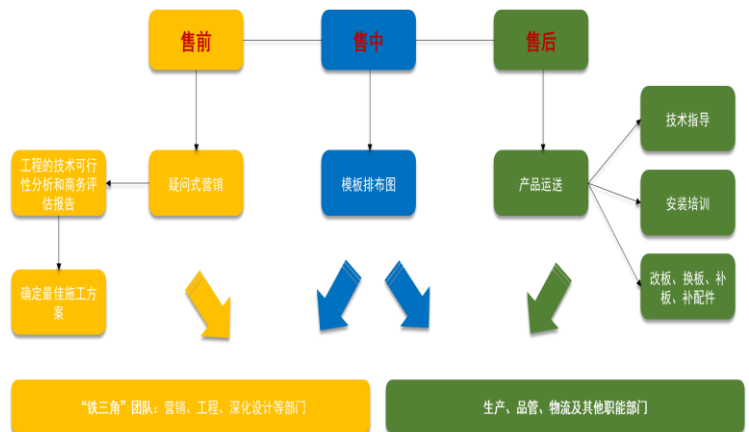 售前
售中
售后
技术指导
工程的技术可行
性分析和商务评
估报告
疑问式营销
模板排布图
产品运送
安装培训
改板、换板、补
板、补配件
确定最佳施工方
案
“铁三角”团队：营销、工程、深化设计等部门
生产、品管、物流及其他职能部门